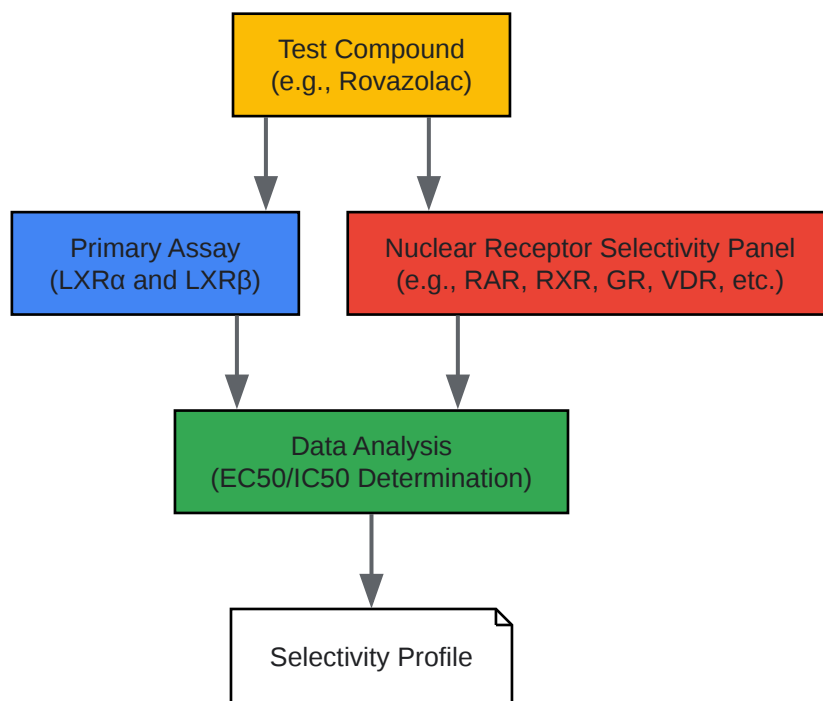 Test Compound
(e.g., Rovazolac)
Primary Assay
(LXRα and LXRβ)
Nuclear Receptor Selectivity Panel
(e.g., RAR, RXR, GR, VDR, etc.)
Data Analysis
(EC50/IC50 Determination)
Selectivity Profile